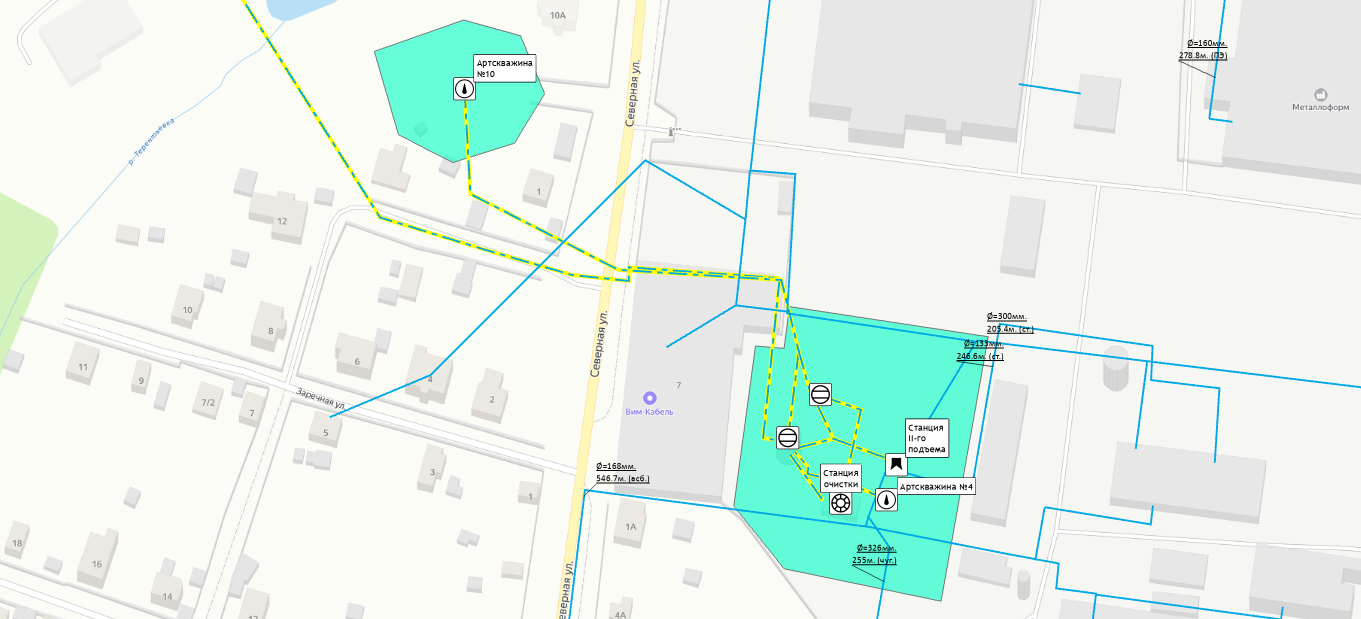 10А
Ø=160мм.
278.8м. (ПЭ)
Артскважина
№10
Северная ул.
Металлоформ
р. Терентьевка
1
12
10
8
6
4
2
Северная ул.
Ø=300мм.
205.4м. (ст.)
Ø=133мм.
246.6м. (ст.)
11
9
7/2
7
Заречная ул.
5
7
Вим-Кабель
Станция
II-го
подъема
3
1
Ø=168мм.
546.7м. (асб.)
Станция
очистки
Артскважина №4
1А
18
16
14
Ø=326мм.
255м. (чуг.)
4А